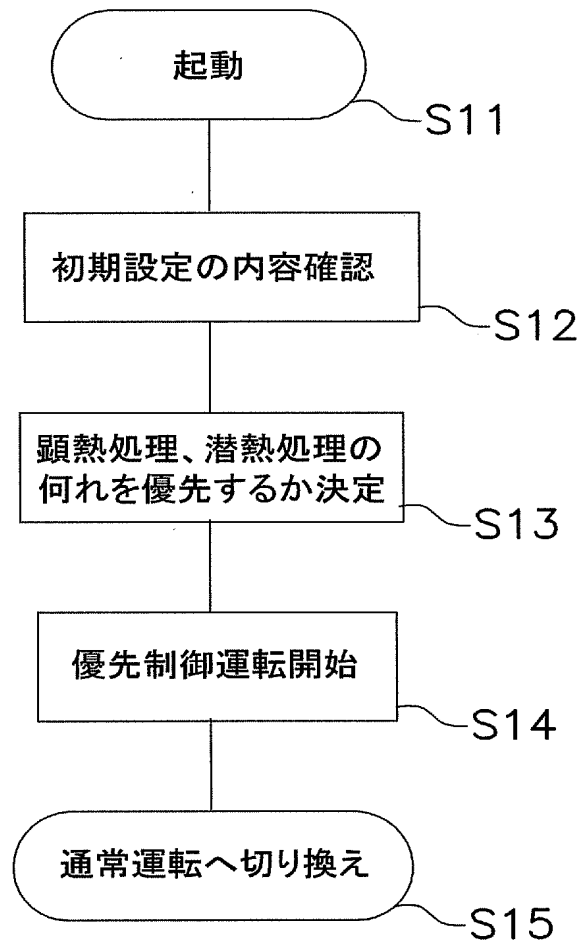 起動
S11
初期設定の内容確認
S12
顕熱処理、潜熱処理の
何れを優先するか決定
S13
優先制御運転開始
S14
通常運転へ切り換え
S15